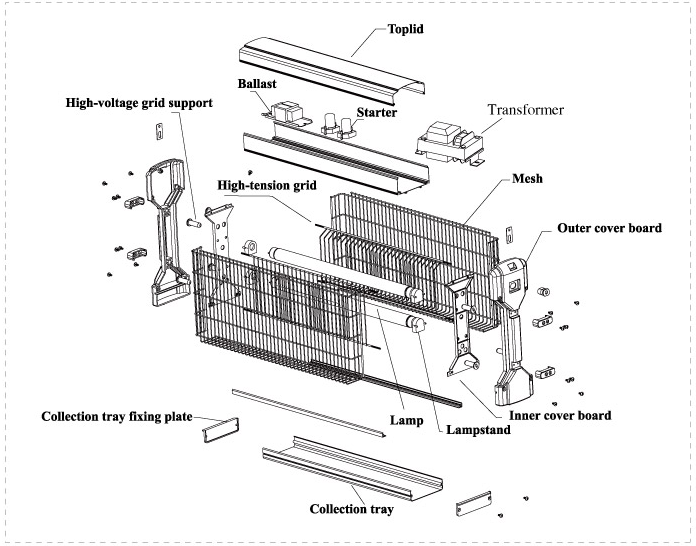 Toplid
Ballast
High-voltage grid support
Starter
Transformer
High-tension grid
Mesh
Outer cover board
Collection tray fixing plate
Lamp
Inner cover board
Lampstand
Collection tray